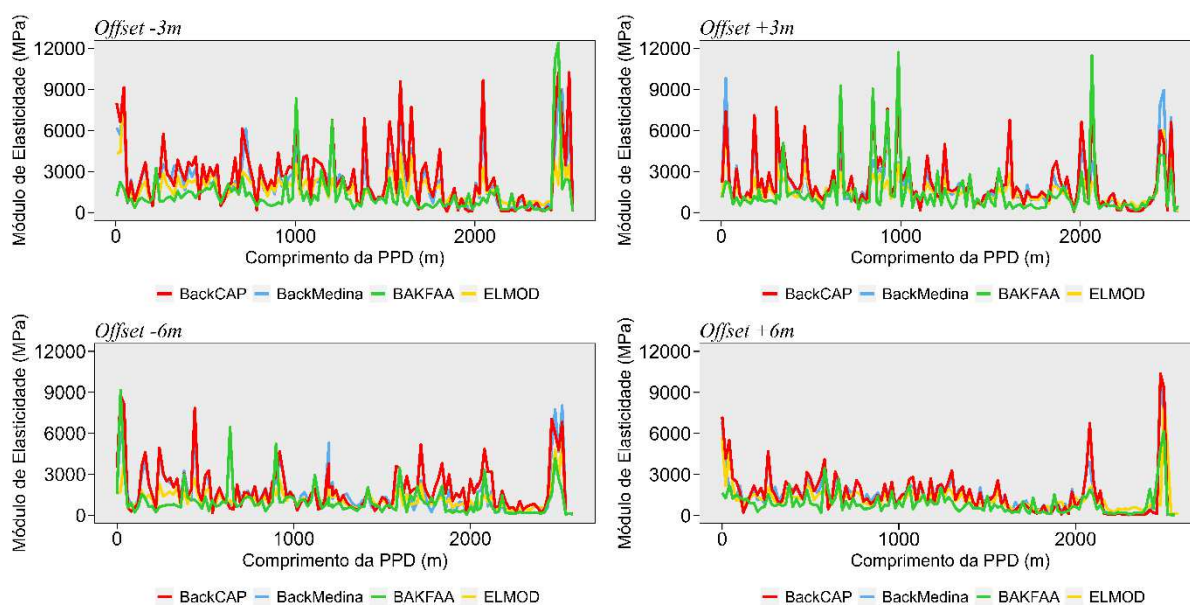 Offset -3m
Módulo de Elasticidade (MPa)
12000
9000
6000
3000
0
0 1000 2000
Comprimento da PPD (m)
BackCAP BackMedina BAKFAA ELMOD
Offset +3m
Módulo de Elasticidade (MPa)
12000
9000
6000
3000
0
0 1000 2000
Comprimento da PPD (m)
BackCAP BackMedina BAKFAA ELMOD
Offset -6m
Módulo de Elasticidade (MPa)
12000
9000
6000
3000
0
0 1000 2000
Comprimento da PPD (m)
BackCAP BackMedina BAKFAA ELMOD
Offset +6m
Módulo de Elasticidade (MPa)
12000
9000
6000
3000
0
0 1000 2000
Comprimento da PPD (m)
BackCAP BackMedina BAKFAA ELMOD